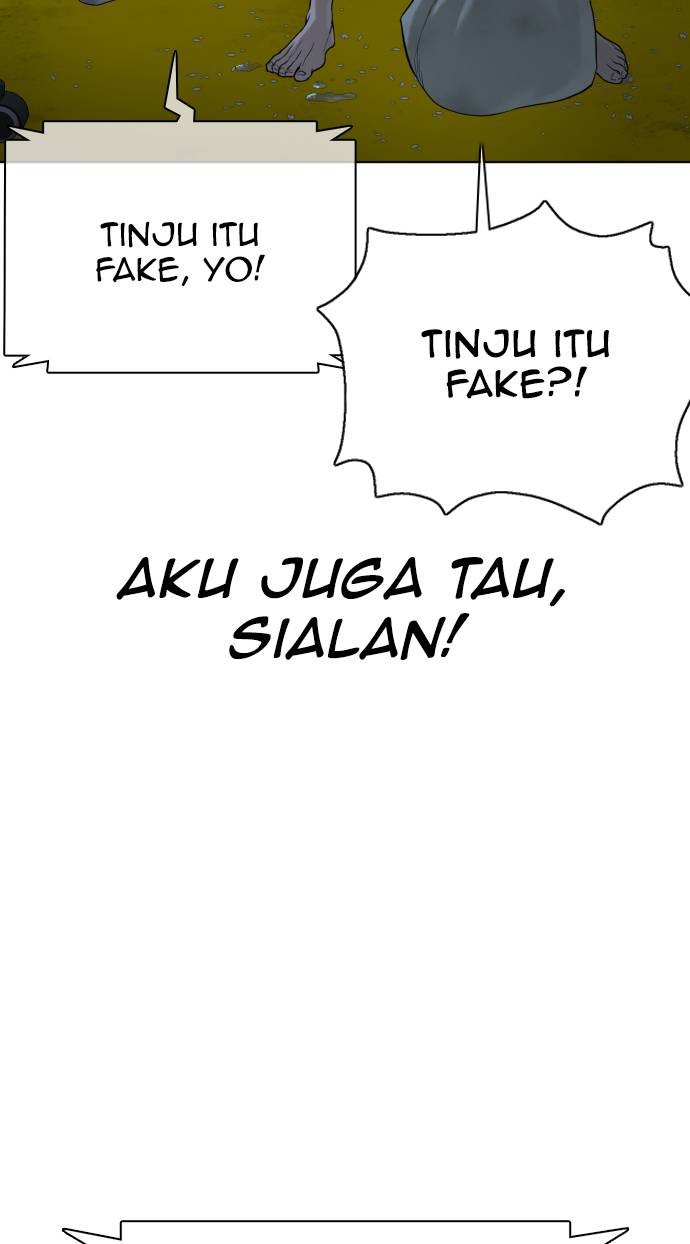 TINJU ITU
FAKE, YO!
TINJU ITU
FAKE?!
AKU JUGA TAU,
SIALAN!